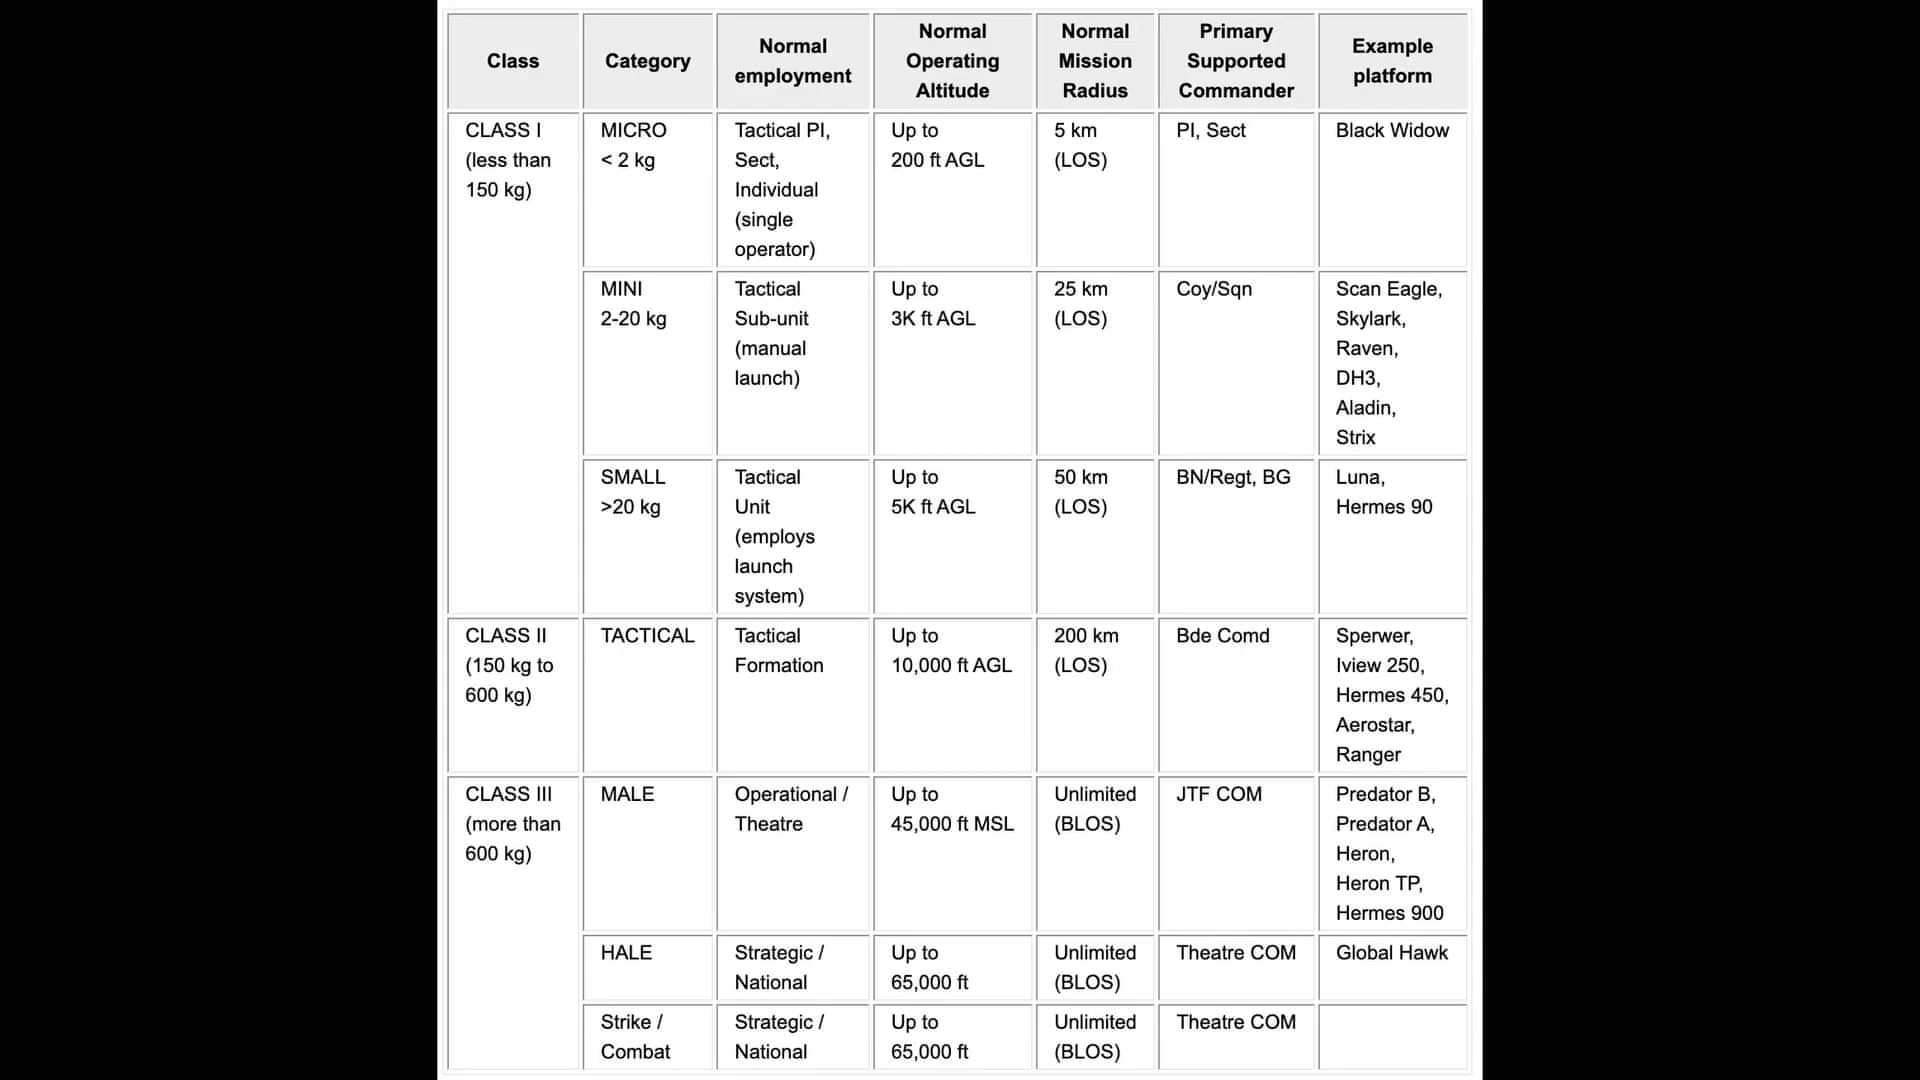 Class
Category
Normal
employment
Normal
Operating
Altitude
Normal
Mission
Radius
Primary
Supported
Commander
Example
platform
CLASS I
(less than
150 kg)
MICRO
< 2 kg
Tactical PI,
Sect,
Individual
(single
operator)
Up to
200 ft AGL
5 km
(LOS)
PI, Sect
Black Widow
MINI
2-20 kg
Tactical
Sub-unit
(manual
launch)
Up to
3K ft AGL
25 km
(LOS)
Coy/Sqn
Scan Eagle,
Skylark,
Raven,
DH3,
Aladin,
Strix
SMALL
>20 kg
Tactical
Unit
(employs
launch
system)
Up to
5K ft AGL
50 km
(LOS)
BN/Regt, BG
Luna,
Hermes 90
CLASS II
(150 kg to
600 kg)
TACTICAL
Tactical
Formation
Up to
10,000 ft AGL
200 km
(LOS)
Bde Comd
Sperwer,
Iview 250,
Hermes 450,
Aerostar,
Ranger
CLASS III
(more than
600 kg)
MALE
Operational /
Theatre
Up to
45,000 ft MSL
Unlimited
(BLOS)
JTF COM
Predator B,
Predator A,
Heron,
Heron TP,
Hermes 900
HALE
Strategic /
National
Up to
65,000 ft
Unlimited
(BLOS)
Theatre COM
Global Hawk
Strike /
Combat
Strategic /
National
Up to
65,000 ft
Unlimited
(BLOS)
Theatre COM